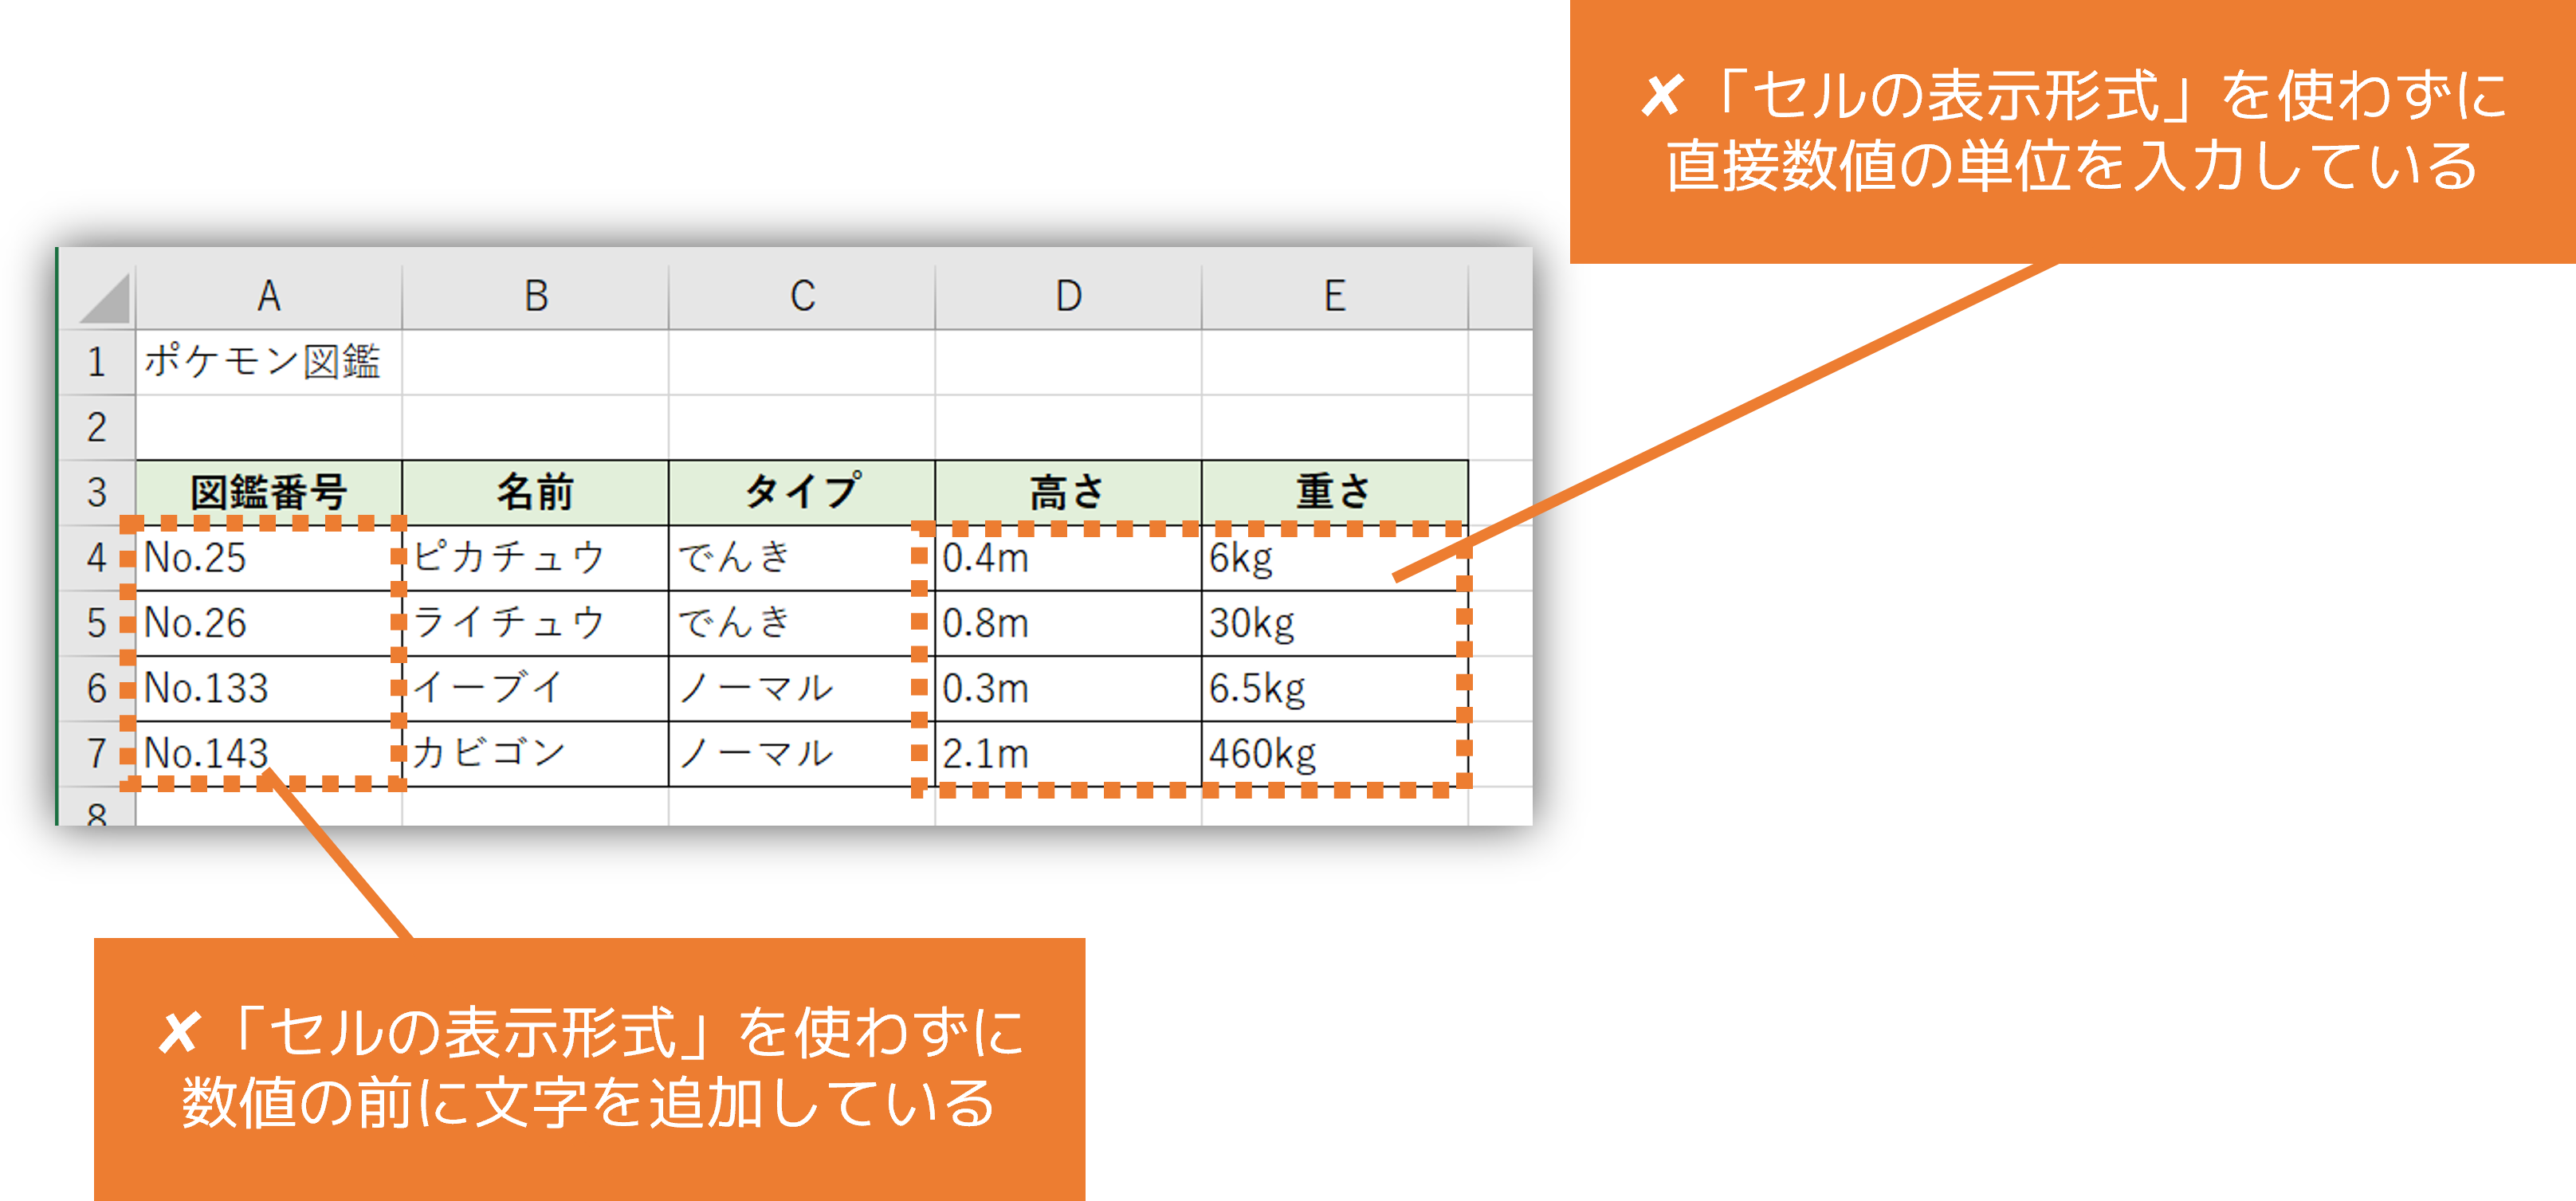 ✘「セルの表示形式」を使わずに
直接数値の単位を入力している
A B C D E
1 ポケモン図鑑
2
3 図鑑番号 名前 タイプ 高さ 重さ
4 No.25 ピカチュウ でんき 0.4m 6kg
5 No.26 ライチュウ でんき 0.8m 30kg
6 No.133 イーブイ ノーマル 0.3m 6.5kg
7 No.143 カビゴン ノーマル 2.1m 460kg
8
✘「セルの表示形式」を使わずに
数値の前に文字を追加している